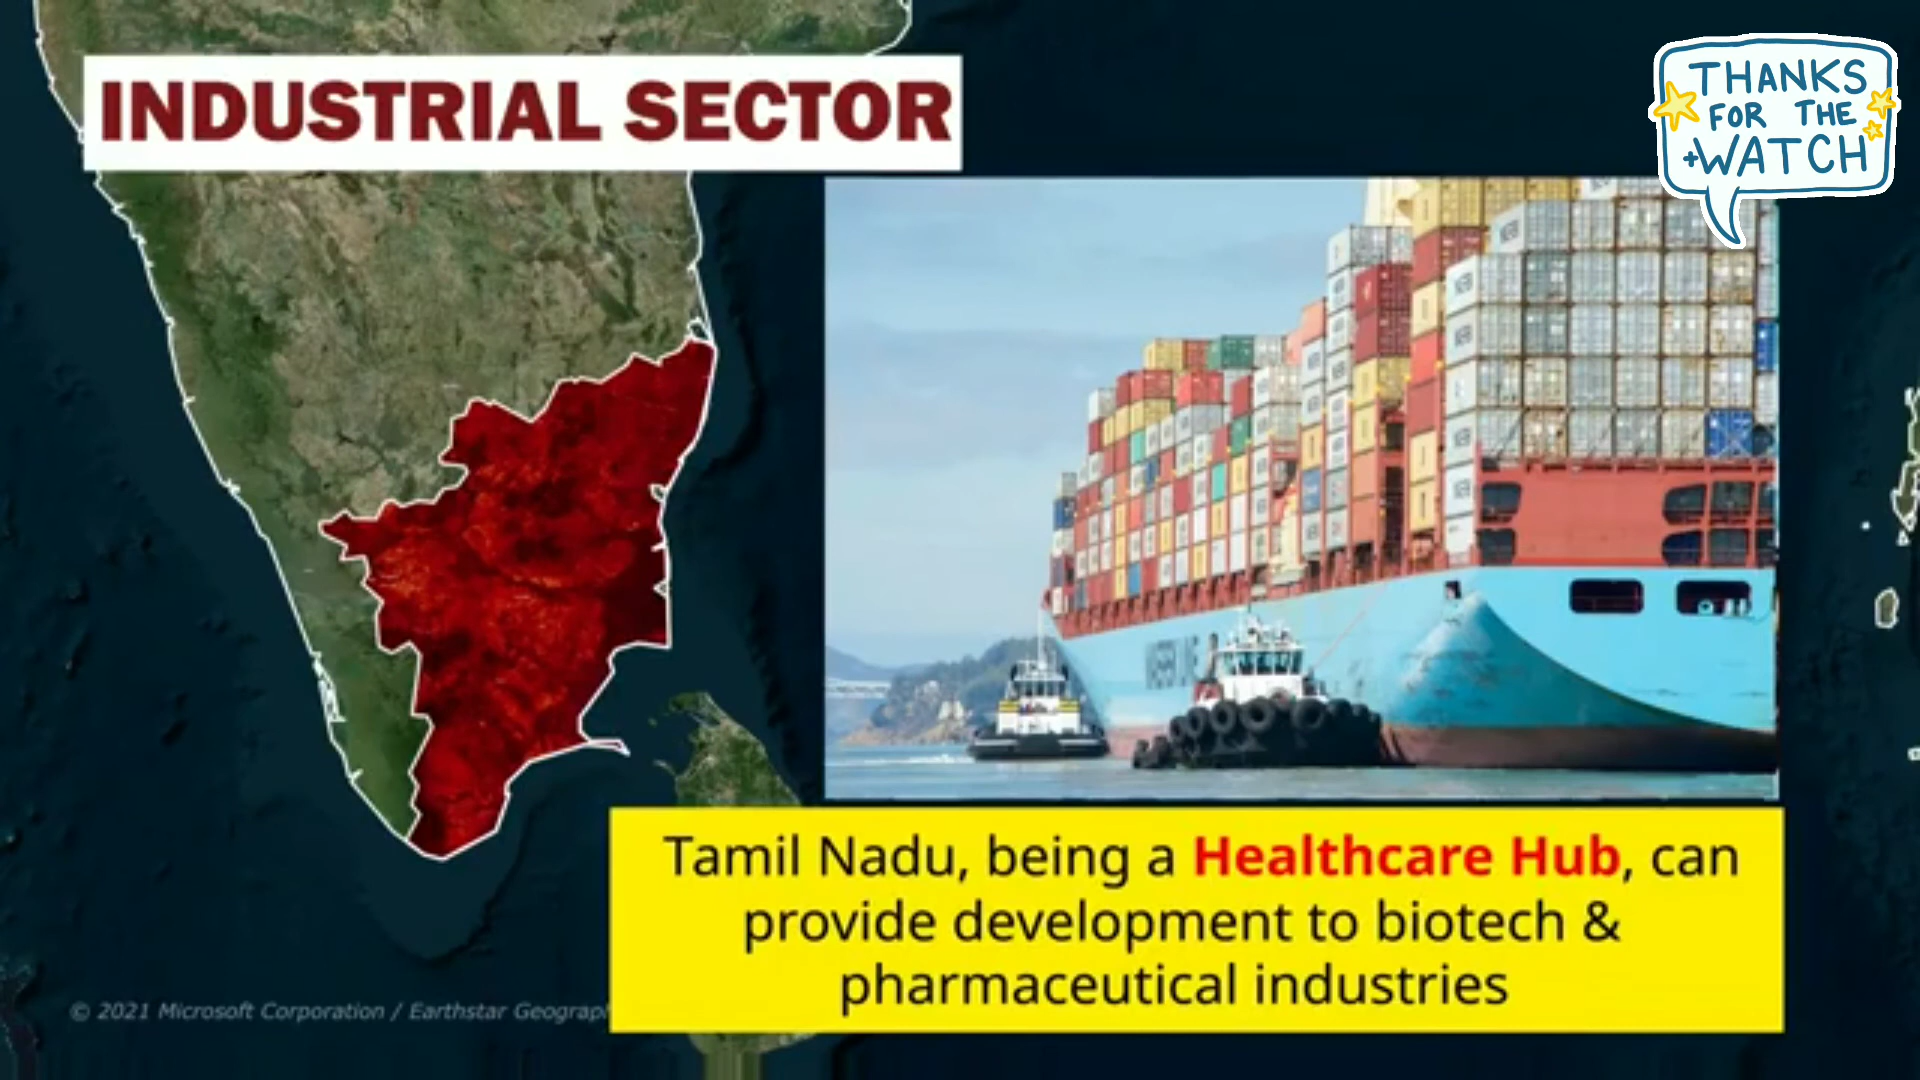 INDUSTRIAL SECTOR
THANKS
FOR THE
WATCH
Tamil Nadu, being a Healthcare Hub, can
provide development to biotech &
pharmaceutical industries
© 2021 Microsoft Corporation / Earthstar